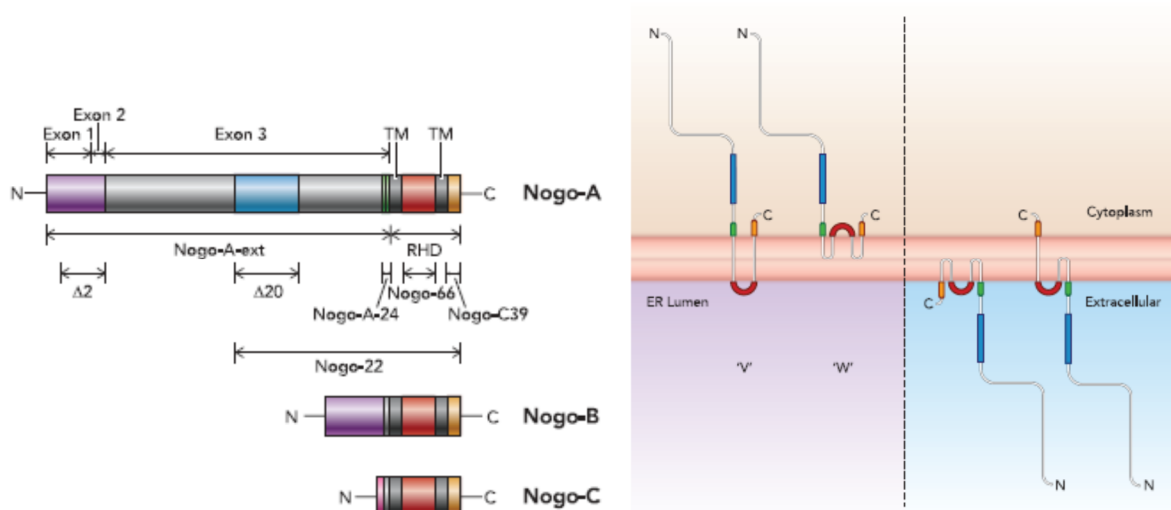 Exon 2
Exon 1
Exon 3
TM
TM
N
C
Nogo-A
Nogo-A-ext
RHD
Δ2
Δ20
Nogo-66
Nogo-A-24
Nogo-C39
Nogo-22
N
C
Nogo-B
N
C
Nogo-C
N
N
C
C
C
Cytoplasm
ER Lumen
C
Extracellular
'V'
'W'
N
N